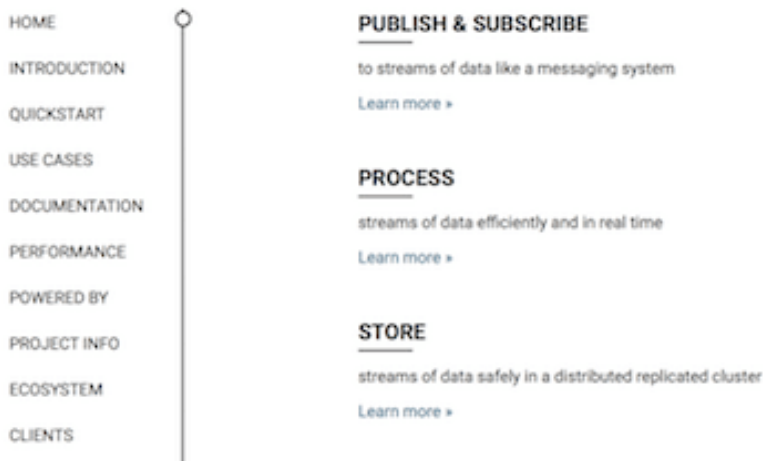 HOME
INTRODUCTION
QUICKSTART
USE CASES
DOCUMENTATION
PERFORMANCE
POWERED BY
PROJECT INFO
ECOSYSTEM
CLIENTS
PUBLISH & SUBSCRIBE
to streams of data like a messaging system
Learn more »
PROCESS
streams of data efficiently and in real time
Learn more »
STORE
streams of data safely in a distributed replicated cluster
Learn more »